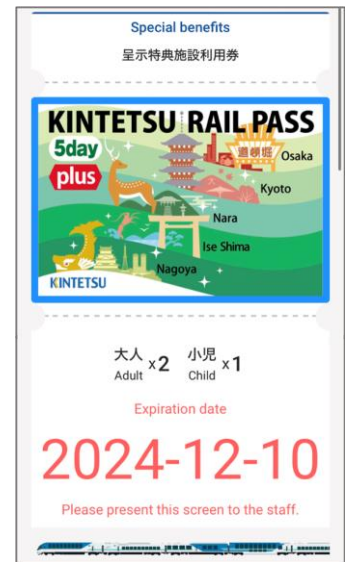 Special benefits
呈示特典施設利用券
KINTETSU RAIL PASS
5day
plus
道頓堀
Osaka
Kyoto
Nara
Ise Shima
Nagoya
KINTETSU
大人 x2 小児 x1
Adult Child
Expiration date
2024-12-10
Please present this screen to the staff.